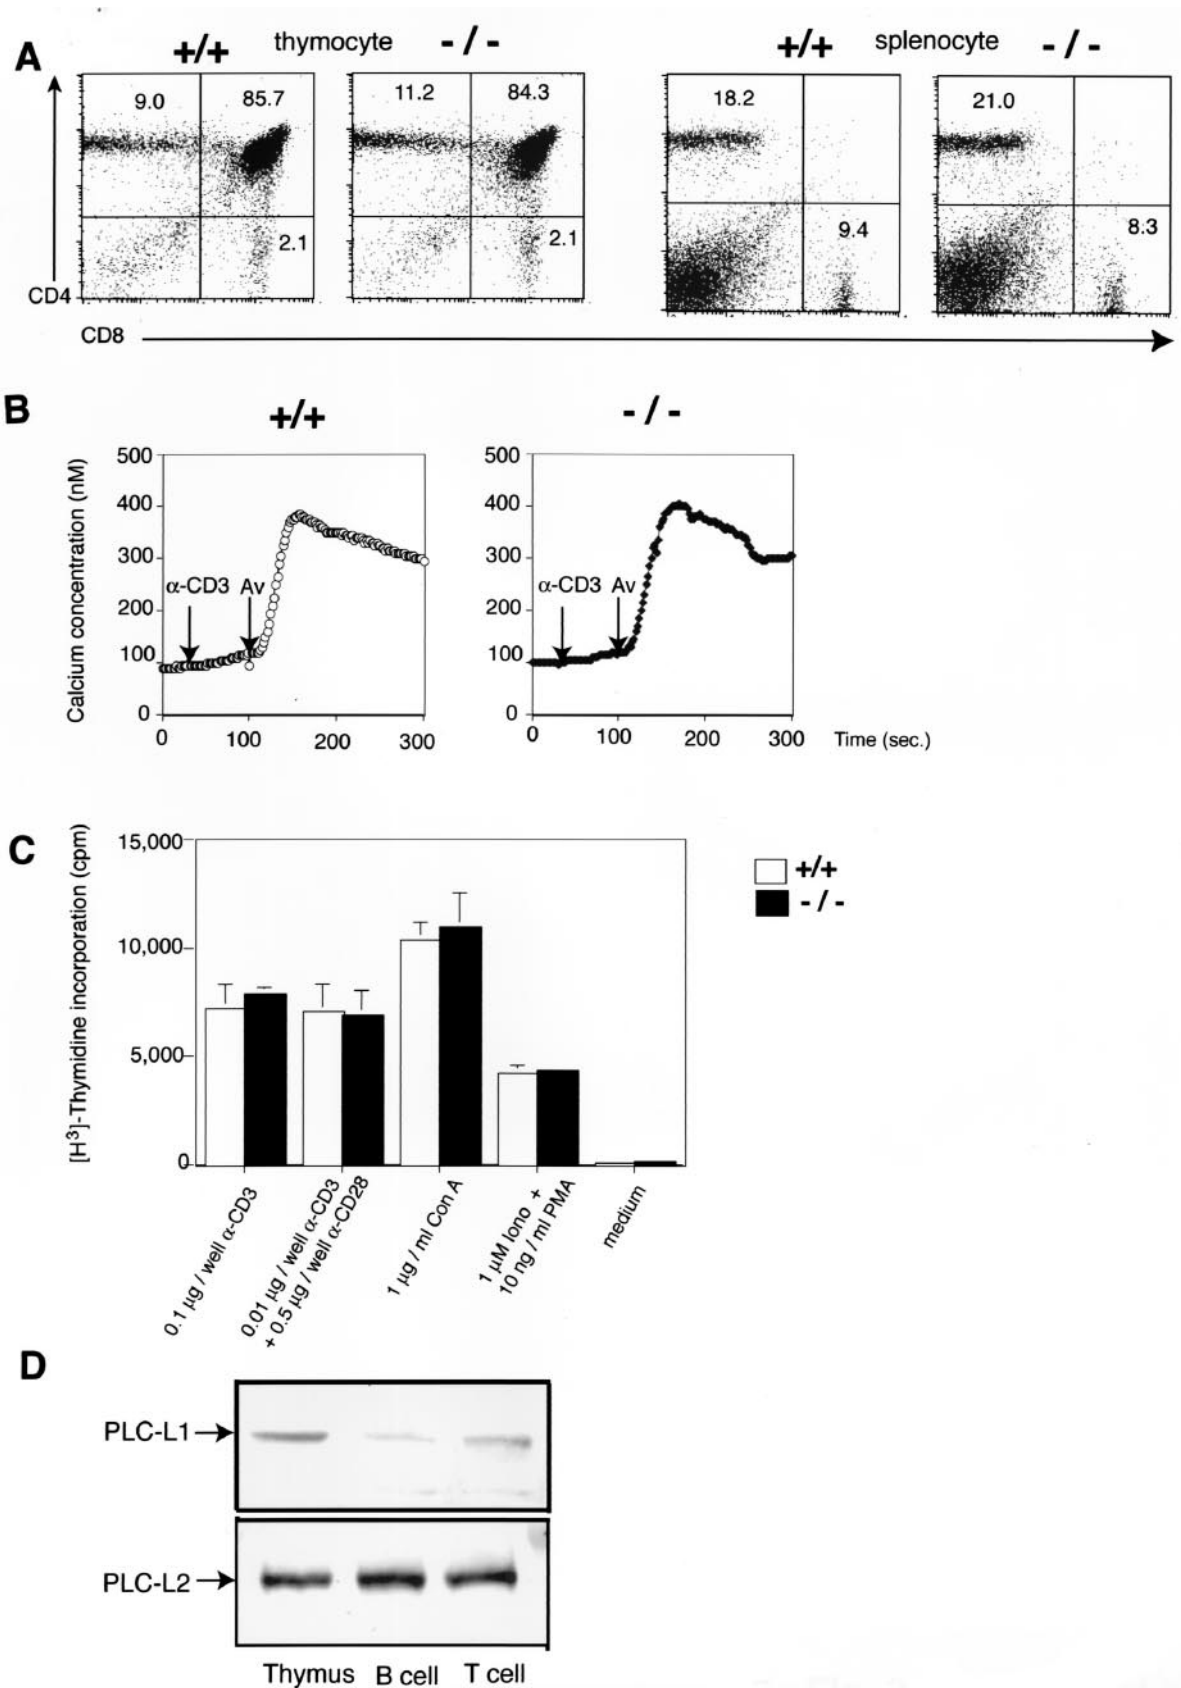 A
+/+ thymocyte - / -
+/+ splenocyte - / -
9.0 85.7
2.1
11.2 84.3
2.1
18.2
9.4
21.0
8.3
CD4
CD8
B
+/+
- / -
Calcium concentration (nM)
500
400
300
200
100
0
α-CD3 Av
0 100 200 300
500
400
300
200
100
0
α-CD3 Av
0 100 200 300
Time (sec.)
C
[H³]-Thymidine incorporation (cpm)
15,000
10,000
5,000
0
+/+
- / -
0.1 μg / well α-CD3
0.01 μg / well α-CD3
+ 0.5 μg / well α-CD28
1 μg / ml Con A
1 μM Iono +
10 ng / ml PMA
medium
D
PLC-L1
PLC-L2
Thymus B cell T cell